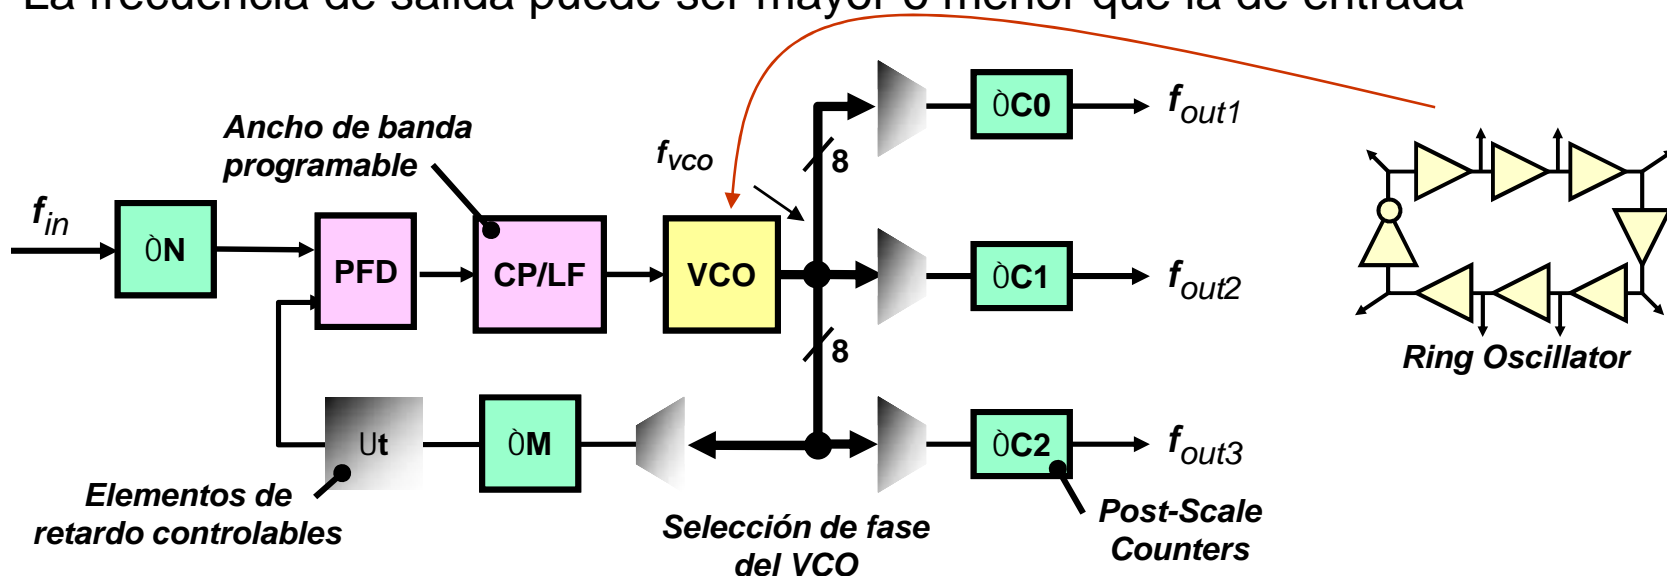 La frecuencia de salida puede ser mayor o menor que la de entrada
Ancho de banda
programable
fVCO
8
ÒC0
fout1
fin
ÒN
PFD
CP/LF
VCO
ÒC1
fout2
8
Ring Oscillator
Ut
ÒM
ÒC2
fout3
Elementos de
retardo controlables
Selección de fase
del VCO
Post-Scale
Counters